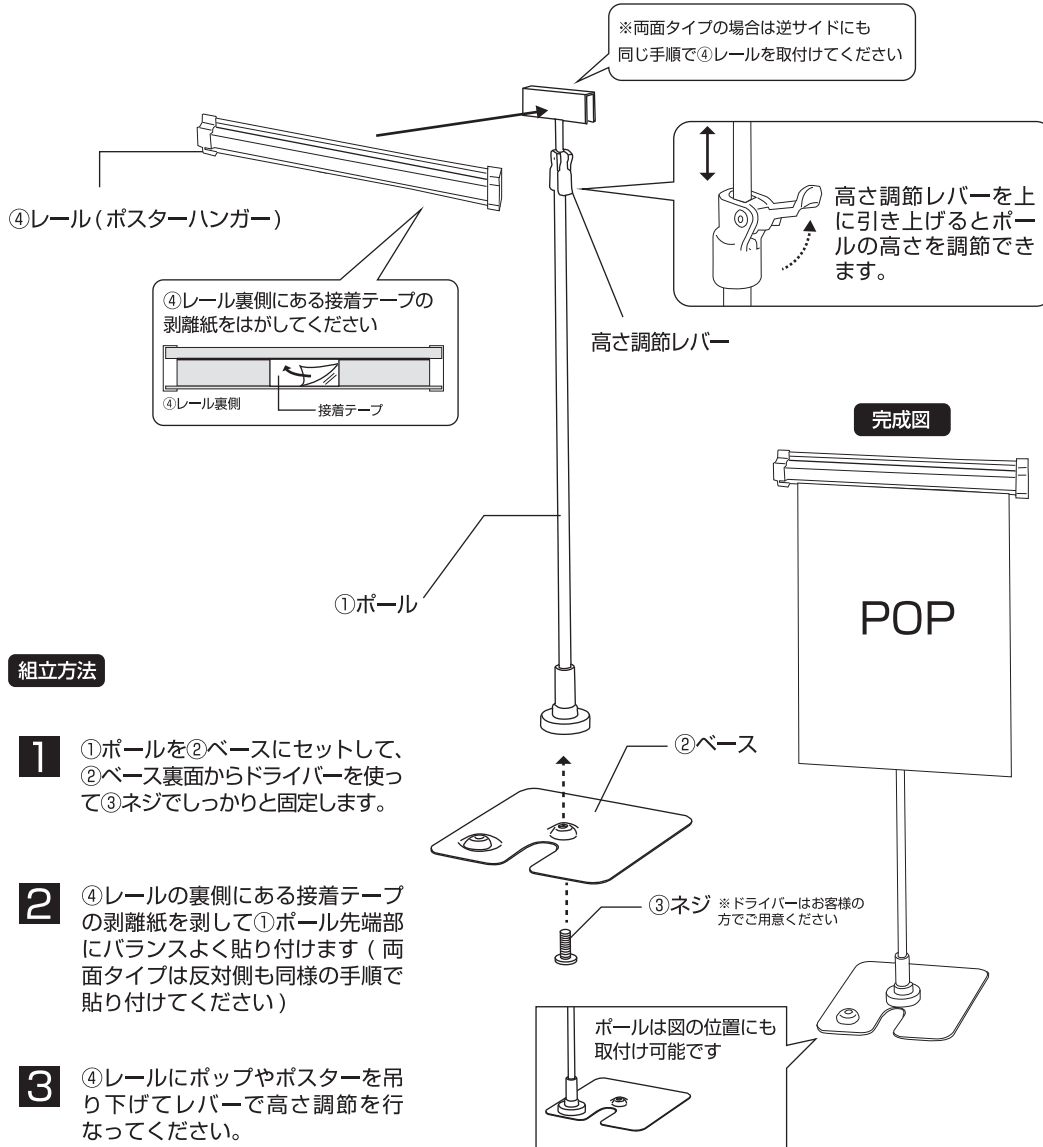 ※両面タイプの場合は逆サイドにも
同じ手順で④レールを取付けてください
④レール(ポスターハンガー)
高さ調節レバーを上
に引き上げるとポー
ルの高さを調節でき
ます。
④レール裏側にある接着テープの
剥離紙をはがしてください
④レール裏側
接着テープ
高さ調節レバー
完成図
POP
①ポール
組立方法
1
①ポールを②ベースにセットして、
②ベース裏面からドライバーを使っ
て③ネジでしっかりと固定します。
②ベース
2
④レールの裏側にある接着テープ
の剥離紙を剥して①ポール先端部
にバランスよく貼り付けます(両
面タイプは反対側も同様の手順で
貼り付けてください)
③ネジ ※ドライバーはお客様の
方でご用意ください
ポールは図の位置にも
取付け可能です
3
④レールにポップやポスターを吊
り下げてレバーで高さ調節を行
なってください。